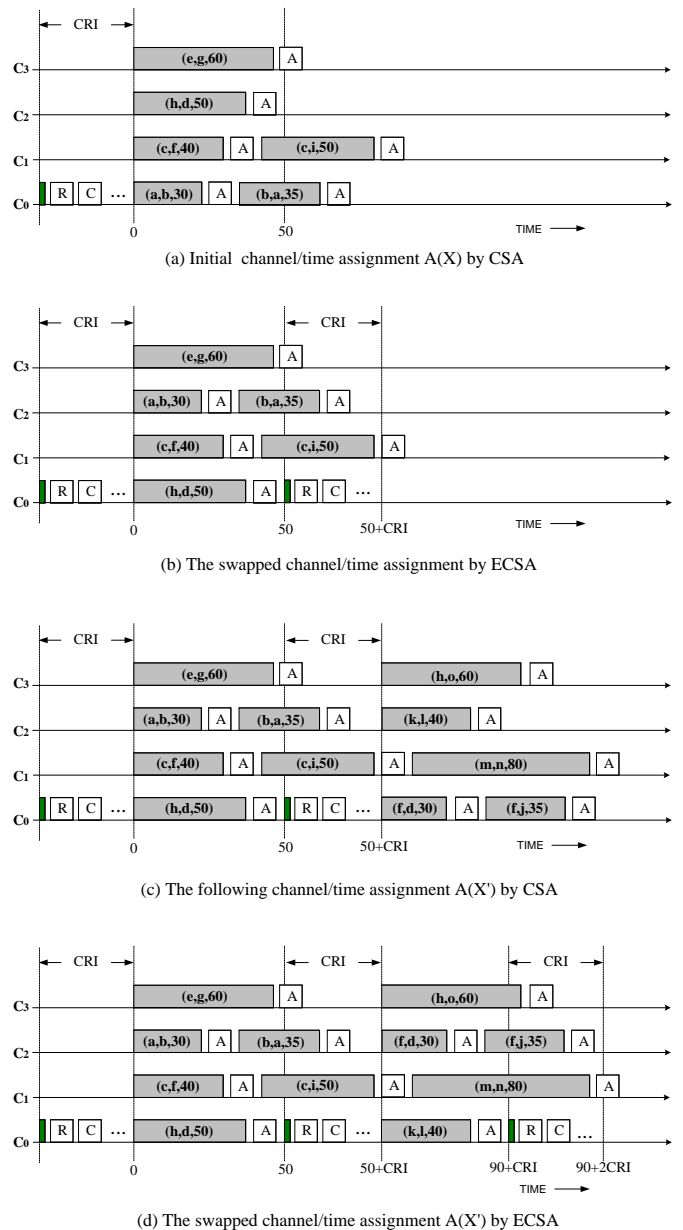 CRI
C3 (e,g,60) A
C2 (h,d,50) A
C1 (c,f,40) A (c,i,50) A
C0 R C ... (a,b,30) A (b,a,35) A
0 50 TIME
(a) Initial channel/time assignment A(X) by CSA
CRI CRI
C3 (e,g,60) A
C2 (a,b,30) A (b,a,35) A
C1 (c,f,40) A (c,i,50) A
C0 R C ... (h,d,50) A R C ...
0 50 50+CRI TIME
(b) The swapped channel/time assignment by ECSA
CRI CRI
C3 (e,g,60) A (h,o,60) A
C2 (a,b,30) A (b,a,35) A (k,l,40) A
C1 (c,f,40) A (c,i,50) A (m,n,80) A
C0 R C ... (h,d,50) A R C ... (f,d,30) A (f,j,35) A
0 50 50+CRI TIME
(c) The following channel/time assignment A(X') by CSA
CRI CRI CRI
C3 (e,g,60) A (h,o,60) A
C2 (a,b,30) A (b,a,35) A (f,d,30) A (f,j,35) A
C1 (c,f,40) A (c,i,50) A (m,n,80) A
C0 R C ... (h,d,50) A R C ... (k,l,40) A R C ...
0 50 50+CRI 90+CRI 90+2CRI
TIME
(d) The swapped channel/time assignment A(X') by ECSA